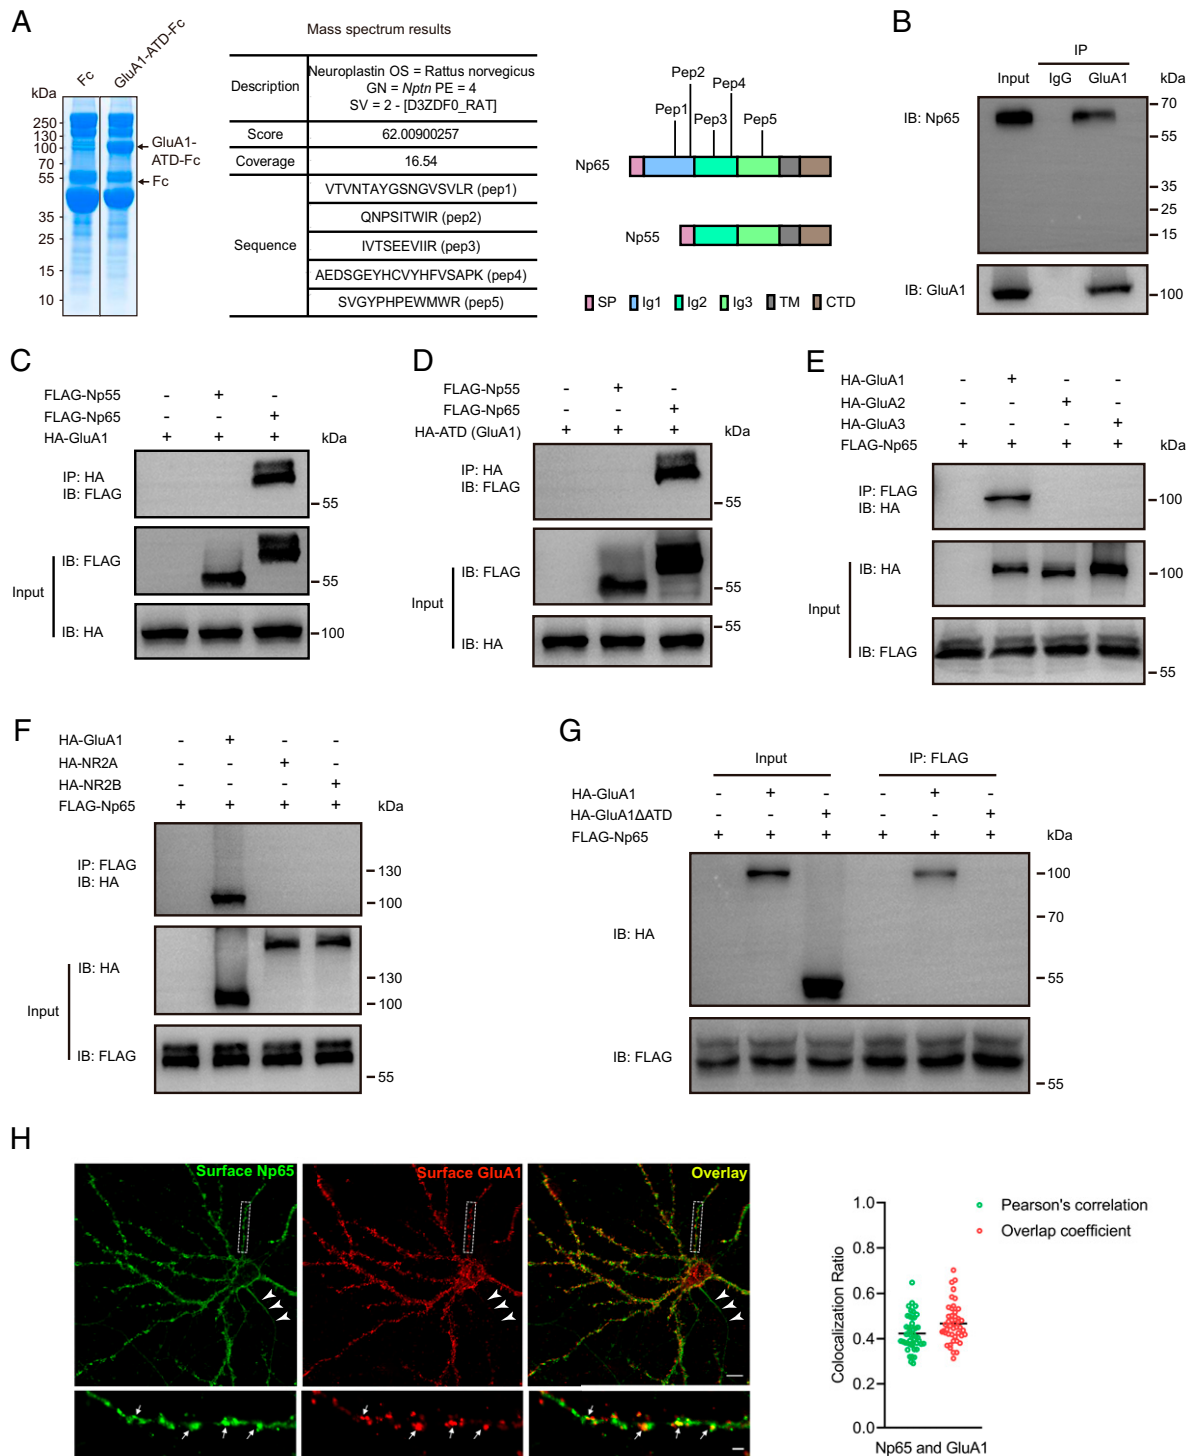 A
Fc
GluA1-ATD-Fc
kDa
250
130
100
70
55
35
25
15
10
GluA1-
ATD-Fc
Fc
Mass spectrum results
Description
Neuroplastin OS = Rattus norvegicus
GN = Nptn PE = 4
SV = 2 - [D3ZDF0_RAT]
Score
62.00900257
Coverage
16.54
Sequence
VTVNTAYGSNGVSVLR (pep1)
QNPSITWIR (pep2)
IVTSEEVIIR (pep3)
AEDSGEYHCVYHFVSAPK (pep4)
SVGYPHPEWMWR (pep5)
Pep2
Pep1
Pep4
Pep3
Pep5
Np65
Np55
SP
Ig1
Ig2
Ig3
TM
CTD
B
IP
Input
IgG
GluA1
kDa
IB: Np65
70
55
35
25
15
IB: GluA1
100
C
FLAG-Np55 - + -
FLAG-Np65 - - +
HA-GluA1 + + + kDa
IP: HA
IB: FLAG
55
Input
IB: FLAG
55
IB: HA
100
D
FLAG-Np55 - + -
FLAG-Np65 - - +
HA-ATD (GluA1) + + + kDa
IP: HA
IB: FLAG
55
Input
IB: FLAG
55
IB: HA
55
E
HA-GluA1 - + - -
HA-GluA2 - - + -
HA-GluA3 - - - +
FLAG-Np65 + + + + kDa
IP: FLAG
IB: HA
100
Input
IB: HA
100
IB: FLAG
55
F
HA-GluA1 - + - -
HA-NR2A - - + -
HA-NR2B - - - +
FLAG-Np65 + + + + kDa
IP: FLAG
IB: HA
130
100
Input
IB: HA
130
100
IB: FLAG
55
G
Input
IP: FLAG
HA-GluA1 - + - - + -
HA-GluA1ΔATD - - + - - +
FLAG-Np65 + + + + + + kDa
IB: HA
100
70
55
IB: FLAG
55
H
Surface Np65
Surface GluA1
Overlay
Colocalization Ratio
1.0
0.8
0.6
0.4
0.2
0.0
Np65 and GluA1
Pearson's correlation
Overlap coefficient